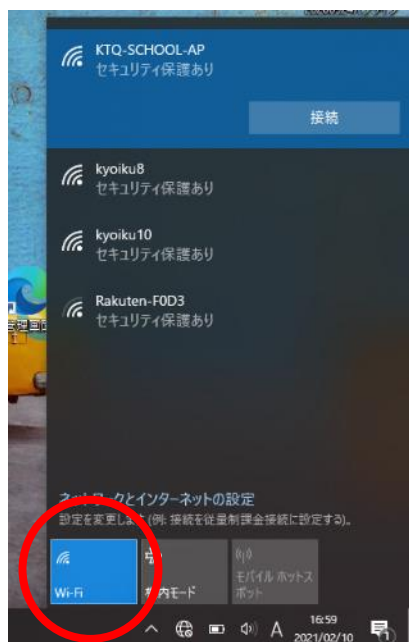 KTQ-SCHOOL-AP
セキュリティ保護あり
接続
kyoiku8
セキュリティ保護あり
kyoiku10
セキュリティ保護あり
Rakuten-F0D3
セキュリティ保護あり
ネットワークとインターネットの設定
設定を変更します (例: 接続を従量制課金接続に設定する)。
Wi-Fi
機内モード
モバイル ホットス
ポット
A
16:59
2021/02/10
1